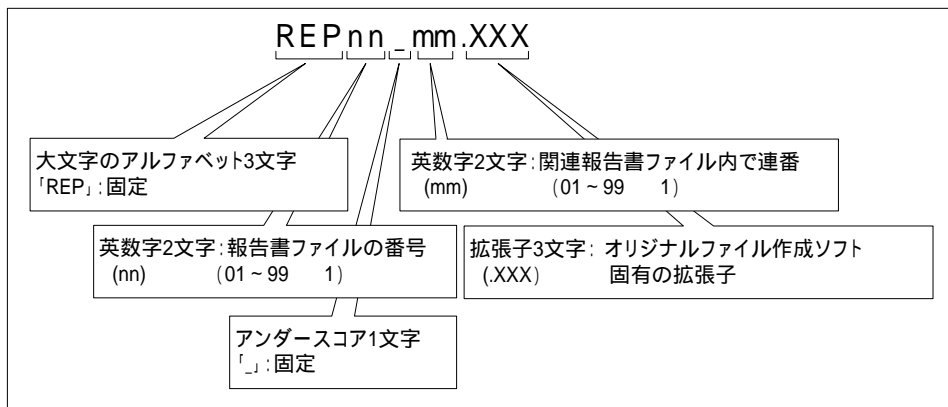 REPnn_mm.XXX
大文字のアルファベット3文字
「REP」:固定
英数字2文字:関連報告書ファイル内で連番
(mm) (01~99 1)
英数字2文字:報告書ファイルの番号
(nn) (01~99 1)
拡張子3文字: オリジナルファイル作成ソフト
(.XXX) 固有の拡張子
アンダースコア1文字
「_」:固定